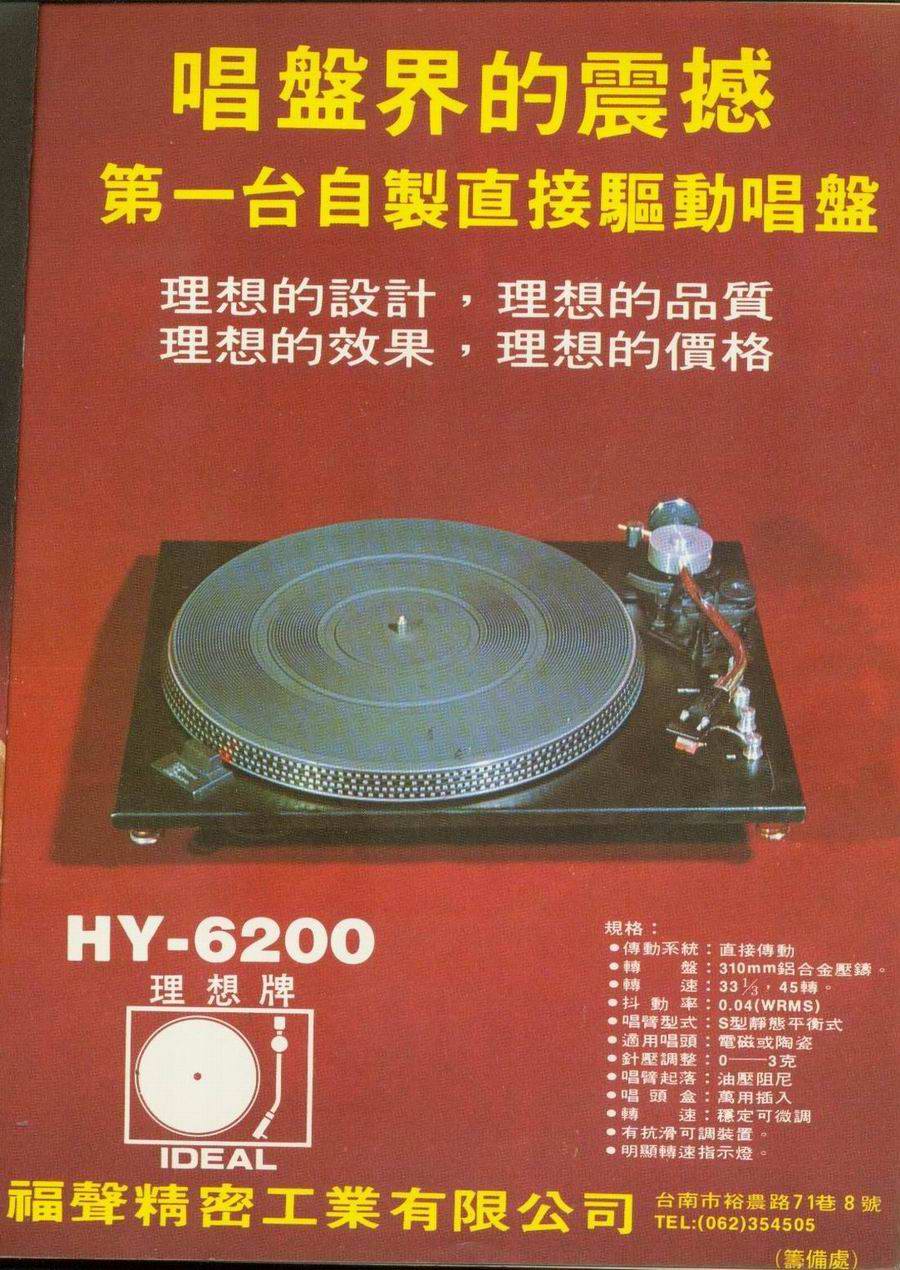 唱盤界的震撼
第一台自製直接驅動唱盤
理想的設計，理想的品質
理想的效果，理想的價格
HY-6200
理想牌
IDEAL
規格：
●傳動系統：直接傳動
●轉　　盤：310mm鋁合金壓鑄。
●轉　　速：33⅓，45轉。
●抖 動 率：0.04(WRMS)
●唱臂型式：S型靜態平衡式
●適用唱頭：電磁或陶瓷
●針壓調整：0——3克
●唱臂起落：油壓阻尼
●唱 頭 盒：萬用插入
●轉　　速：穩定可微調
●有抗滑可調裝置。
●明顯轉速指示燈。
福聲精密工業有限公司
台南市裕農路71巷8號
TEL:(062)354505
(籌備處)